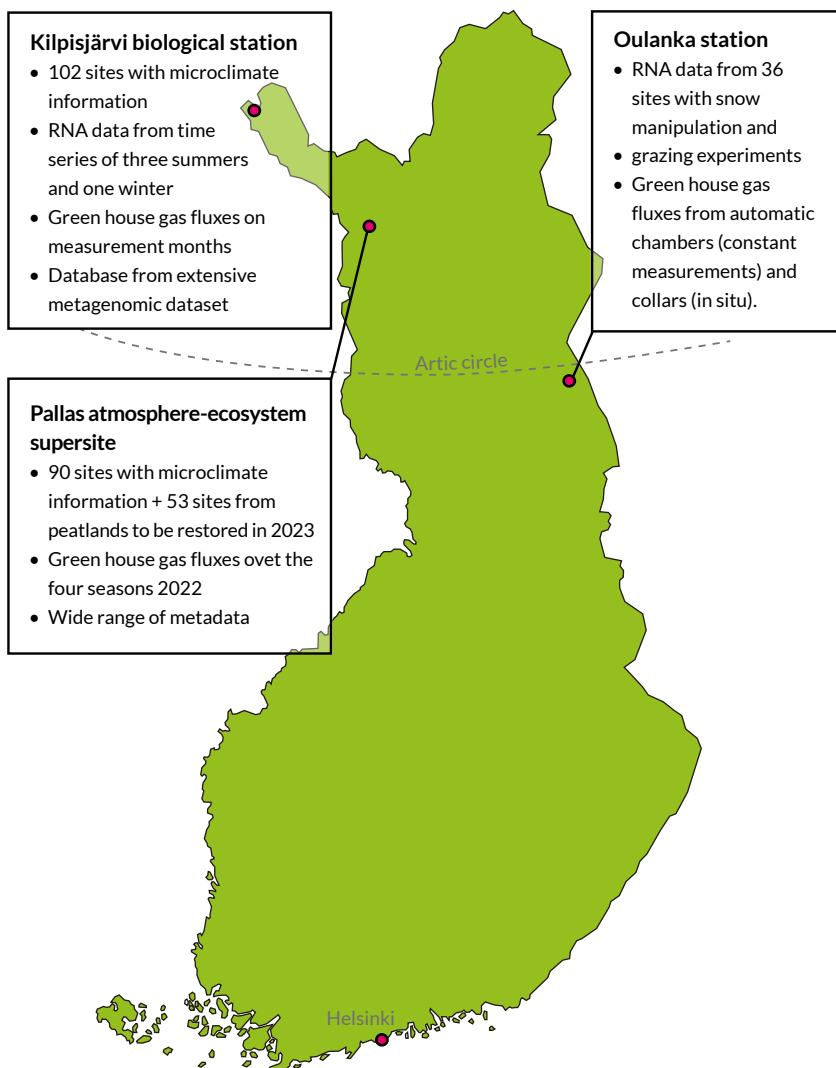 Kilpisjärvi biological station
• 102 sites with microclimate
information
• RNA data from time
series of three summers
and one winter
• Green house gas fluxes on
measurement months
• Database from extensive
metagenomic dataset
Oulanka station
• RNA data from 36
sites with snow
manipulation and
• grazing experiments
• Green house gas
fluxes from automatic
chambers (constant
measurements) and
collars (in situ).
Artic circle
Pallas atmosphere-ecosystem
supersite
• 90 sites with microclimate
information + 53 sites from
peatlands to be restored in 2023
• Green house gas fluxes ovet the
four seasons 2022
• Wide range of metadata
Helsinki